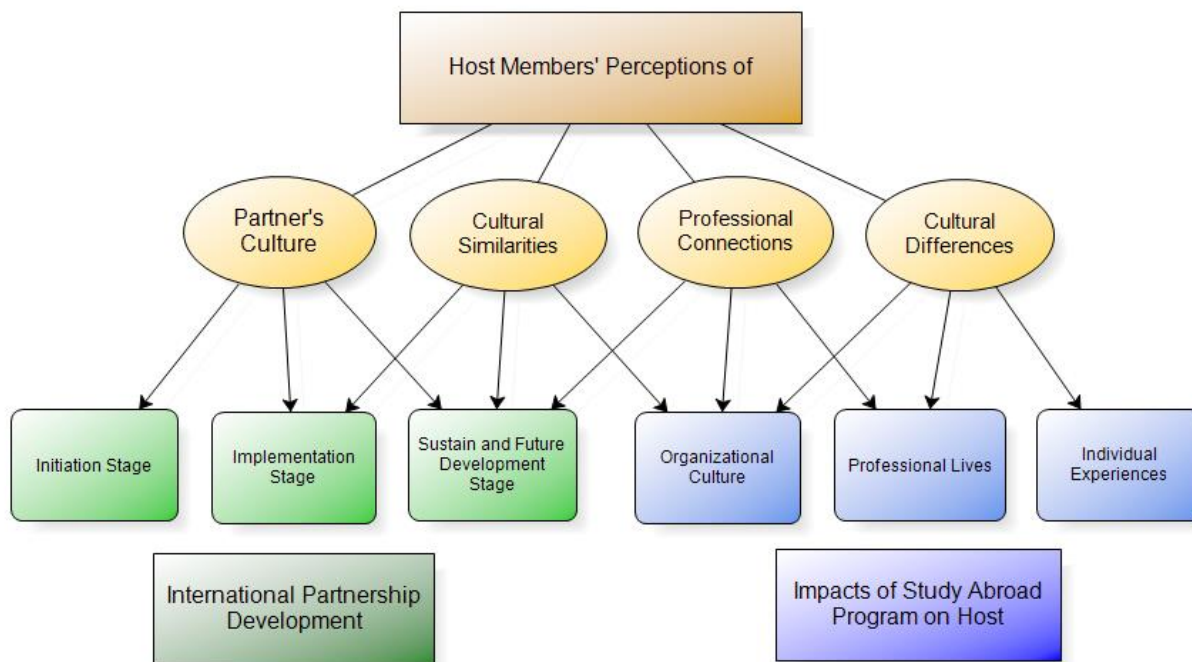 Host Members' Perceptions of
Partner's
Culture
Cultural
Similarities
Professional
Connections
Cultural
Differences
Initiation Stage
Implementation
Stage
Sustain and Future
Development
Stage
Organizational
Culture
Professional Lives
Individual
Experiences
International Partnership
Development
Impacts of Study Abroad
Program on Host